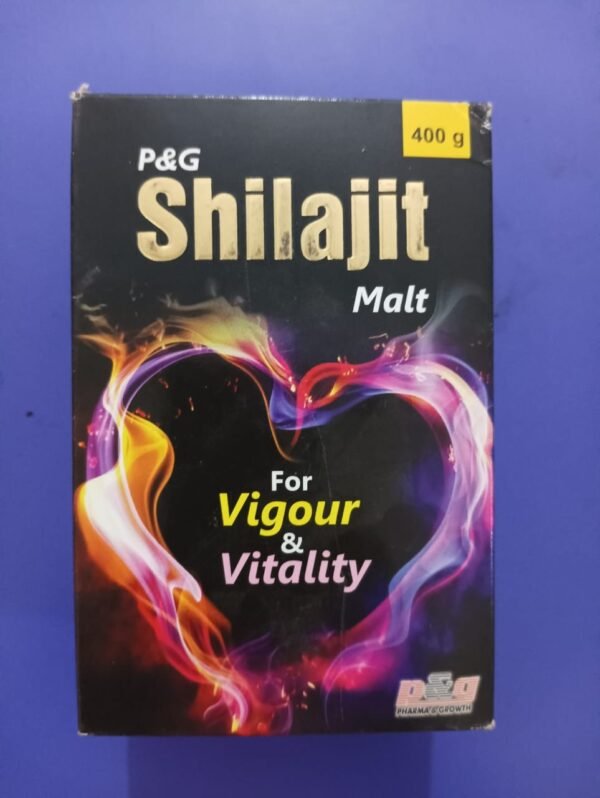 400 g
P&G
Shilajit
Malt
For
Vigour
&
Vitality
p&g
PHARMA & GROWTH